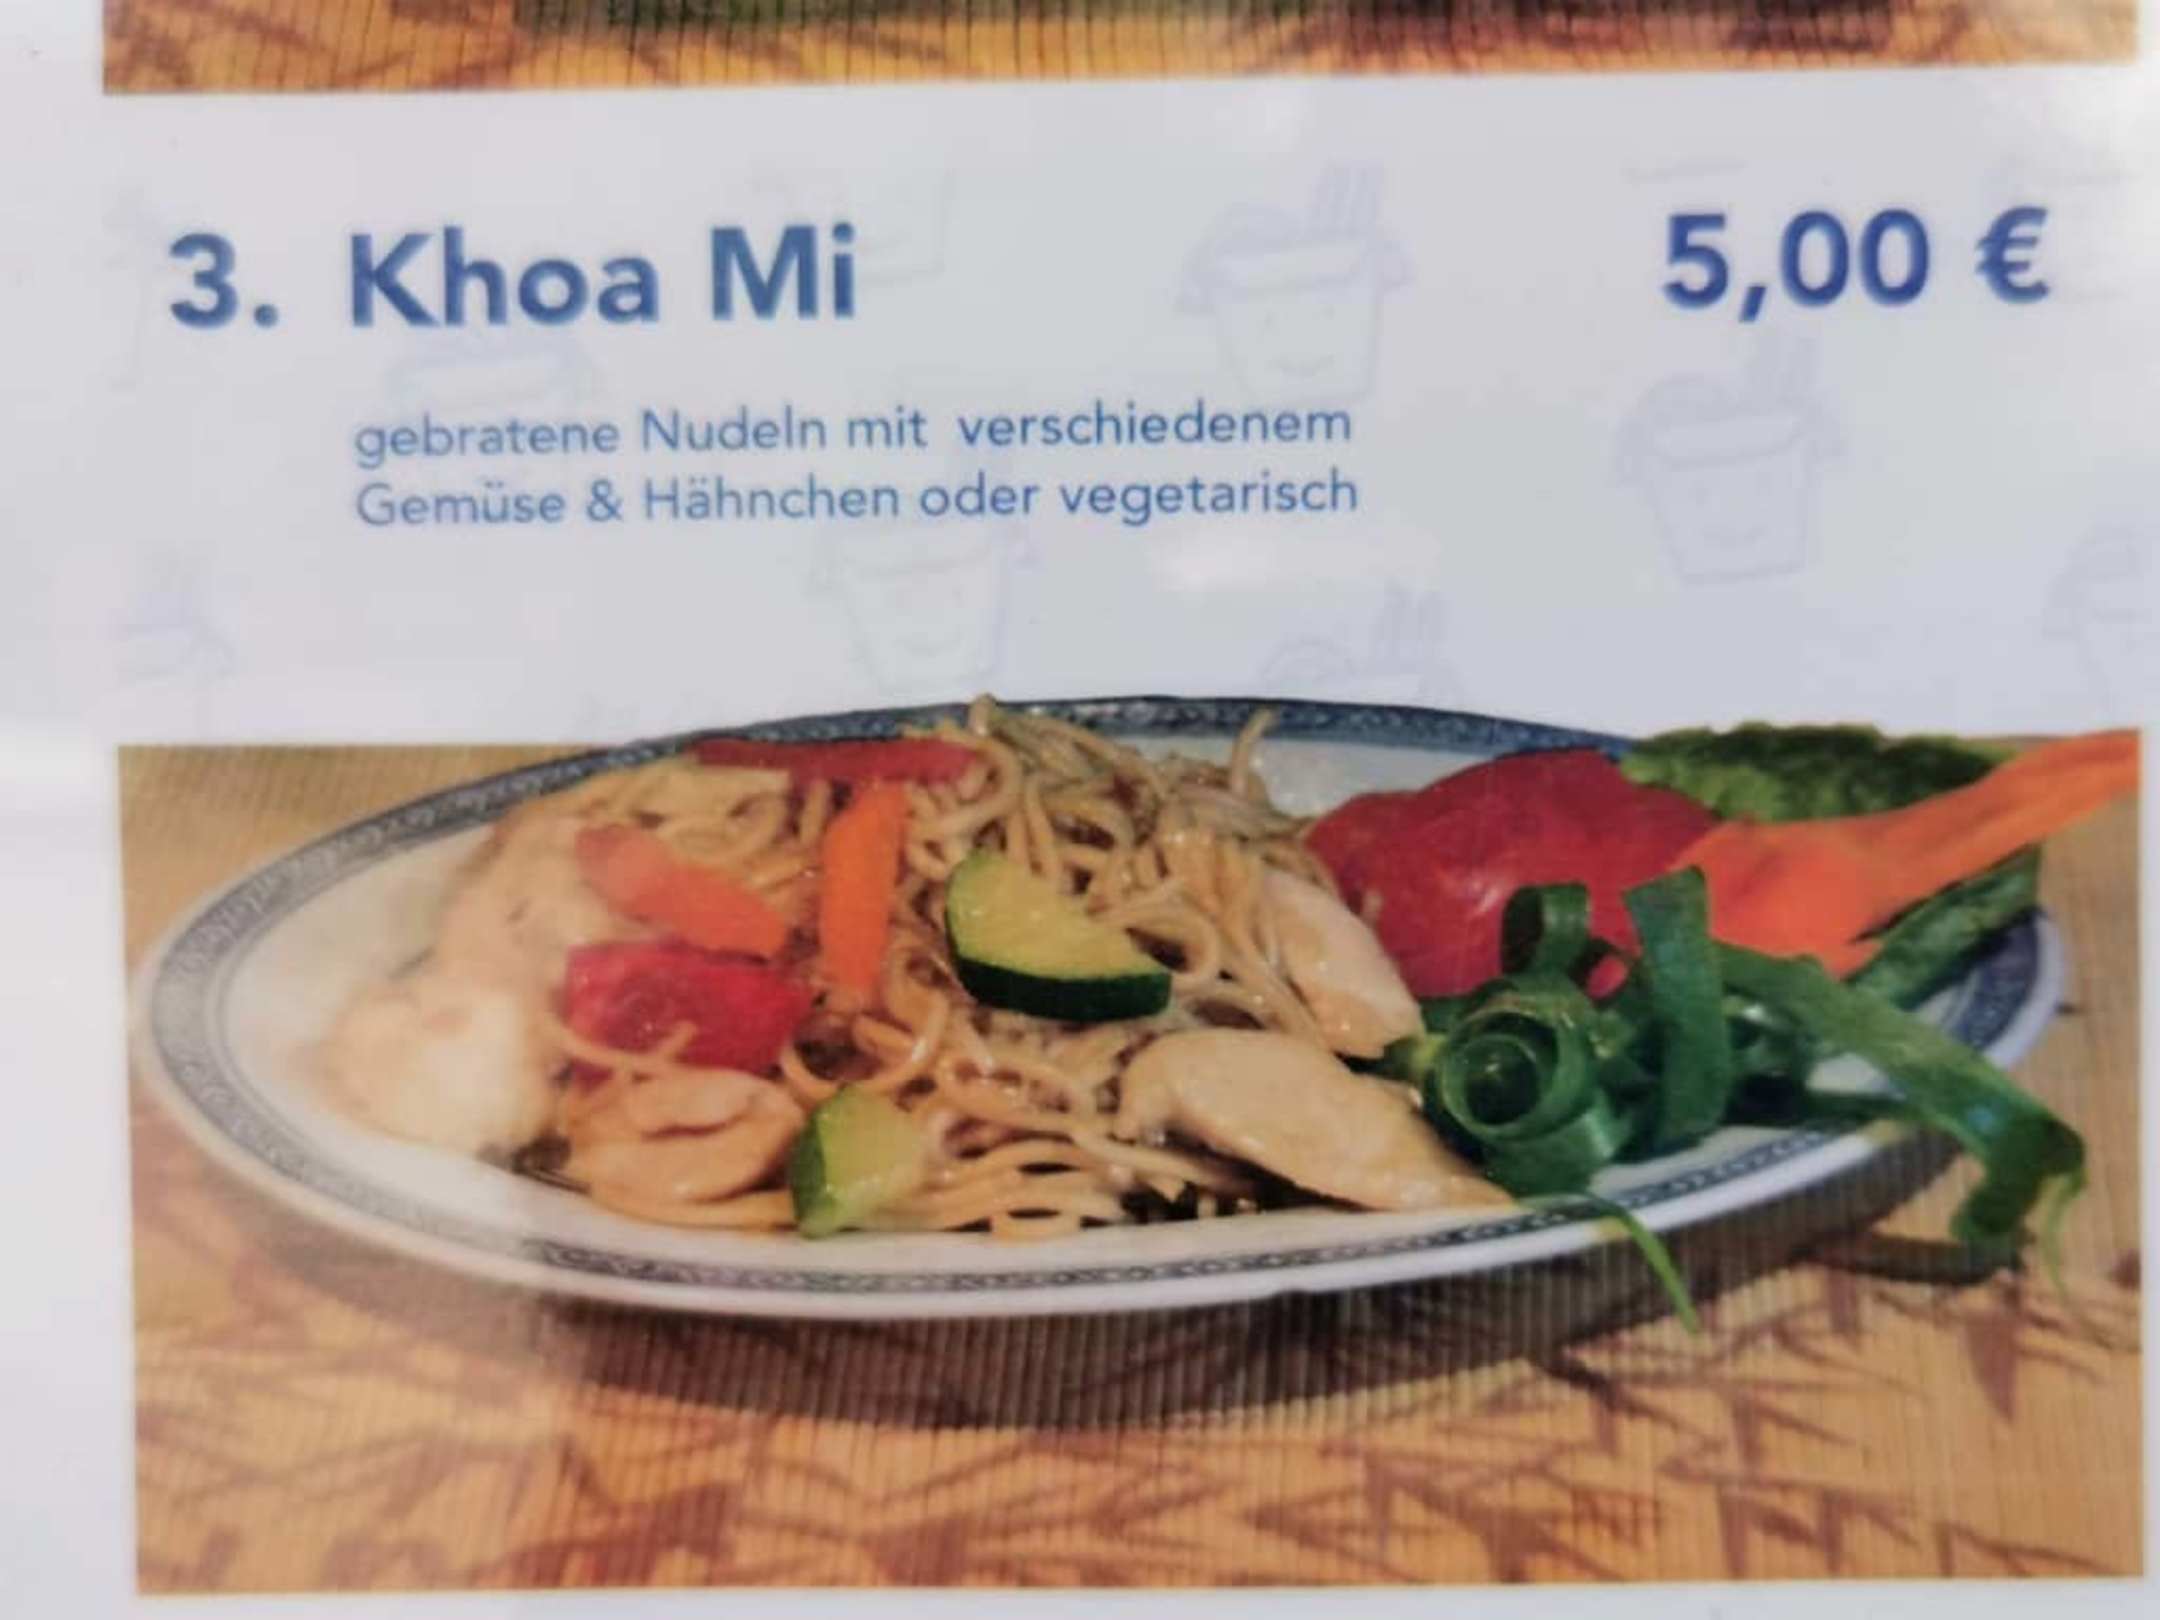 3. Khoa Mi 5,00 €
gebratene Nudeln mit verschiedenem
Gemüse & Hähnchen oder vegetarisch